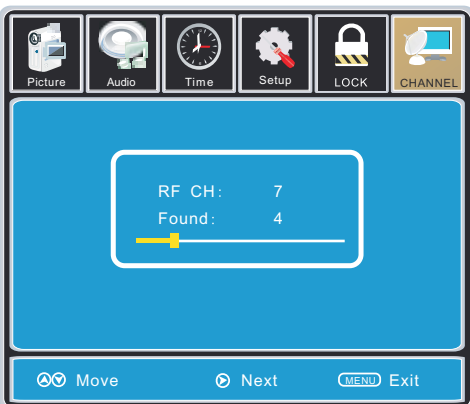 Picture Audio Time Setup LOCK CHANNEL
RF CH: 7
Found: 4
Move Next MENU Exit